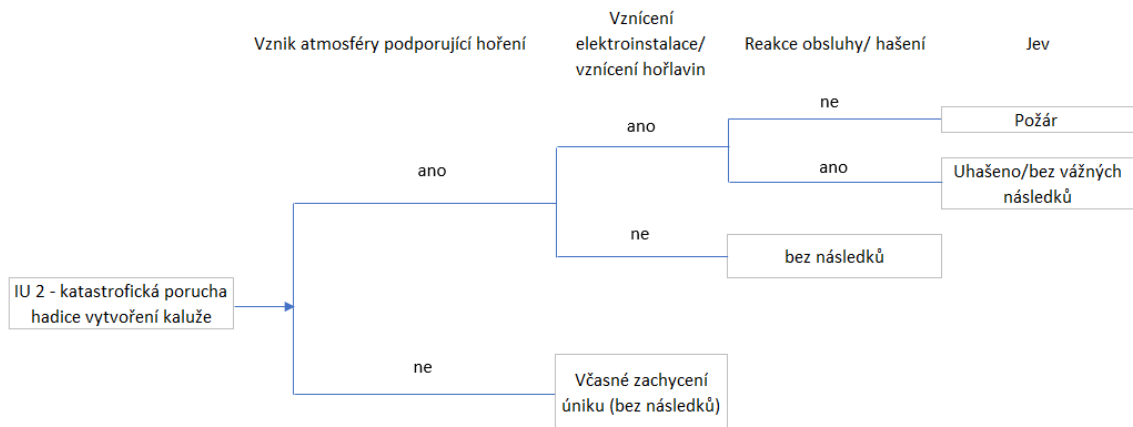 Vznik atmosféry podporující hoření
Vznícení
elektroinstalace/
vznícení hořlavin
Reakce obsluhy/ hašení
Jev
ne
Požár
ano
ano
Uhašeno/bez vážných
následků
ano
ne
bez následků
IU 2 - katastrofická porucha
hadice vytvoření kaluže
ne
Včasné zachycení
úniku (bez následků)